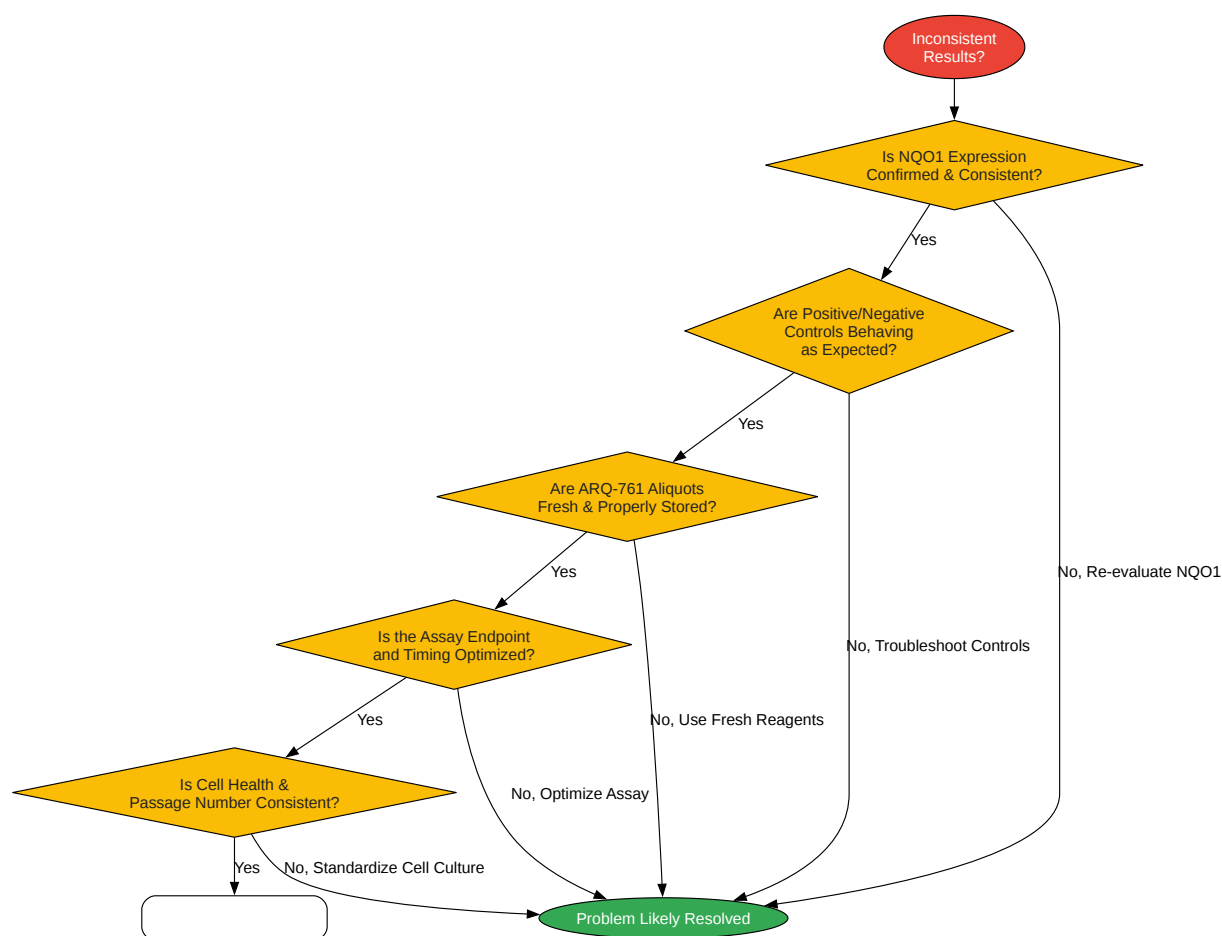 Inconsistent
Results?
Is NQO1 Expression
Confirmed & Consistent?
Yes
Are Positive/Negative
Controls Behaving
as Expected?
Yes
Are ARQ-761 Aliquots
Fresh & Properly Stored?
Yes
No, Re-evaluate NQO1
Is the Assay Endpoint
and Timing Optimized?
No, Troubleshoot Controls
Yes
No, Use Fresh Reagents
Is Cell Health &
Passage Number Consistent?
No, Optimize Assay
Yes
No, Standardize Cell Culture
Problem Likely Resolved